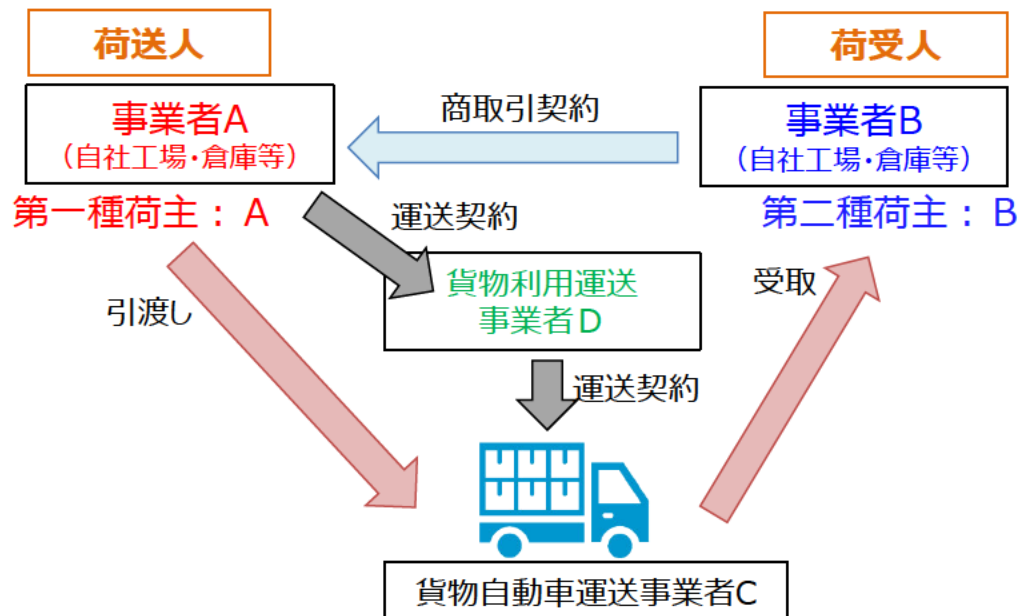 荷送人
荷受人
事業者A
（自社工場・倉庫等）
商取引契約
事業者B
（自社工場・倉庫等）
第一種荷主：A
第二種荷主：B
運送契約
貨物利用運送
事業者D
引渡し
受取
運送契約
貨物自動車運送事業者C